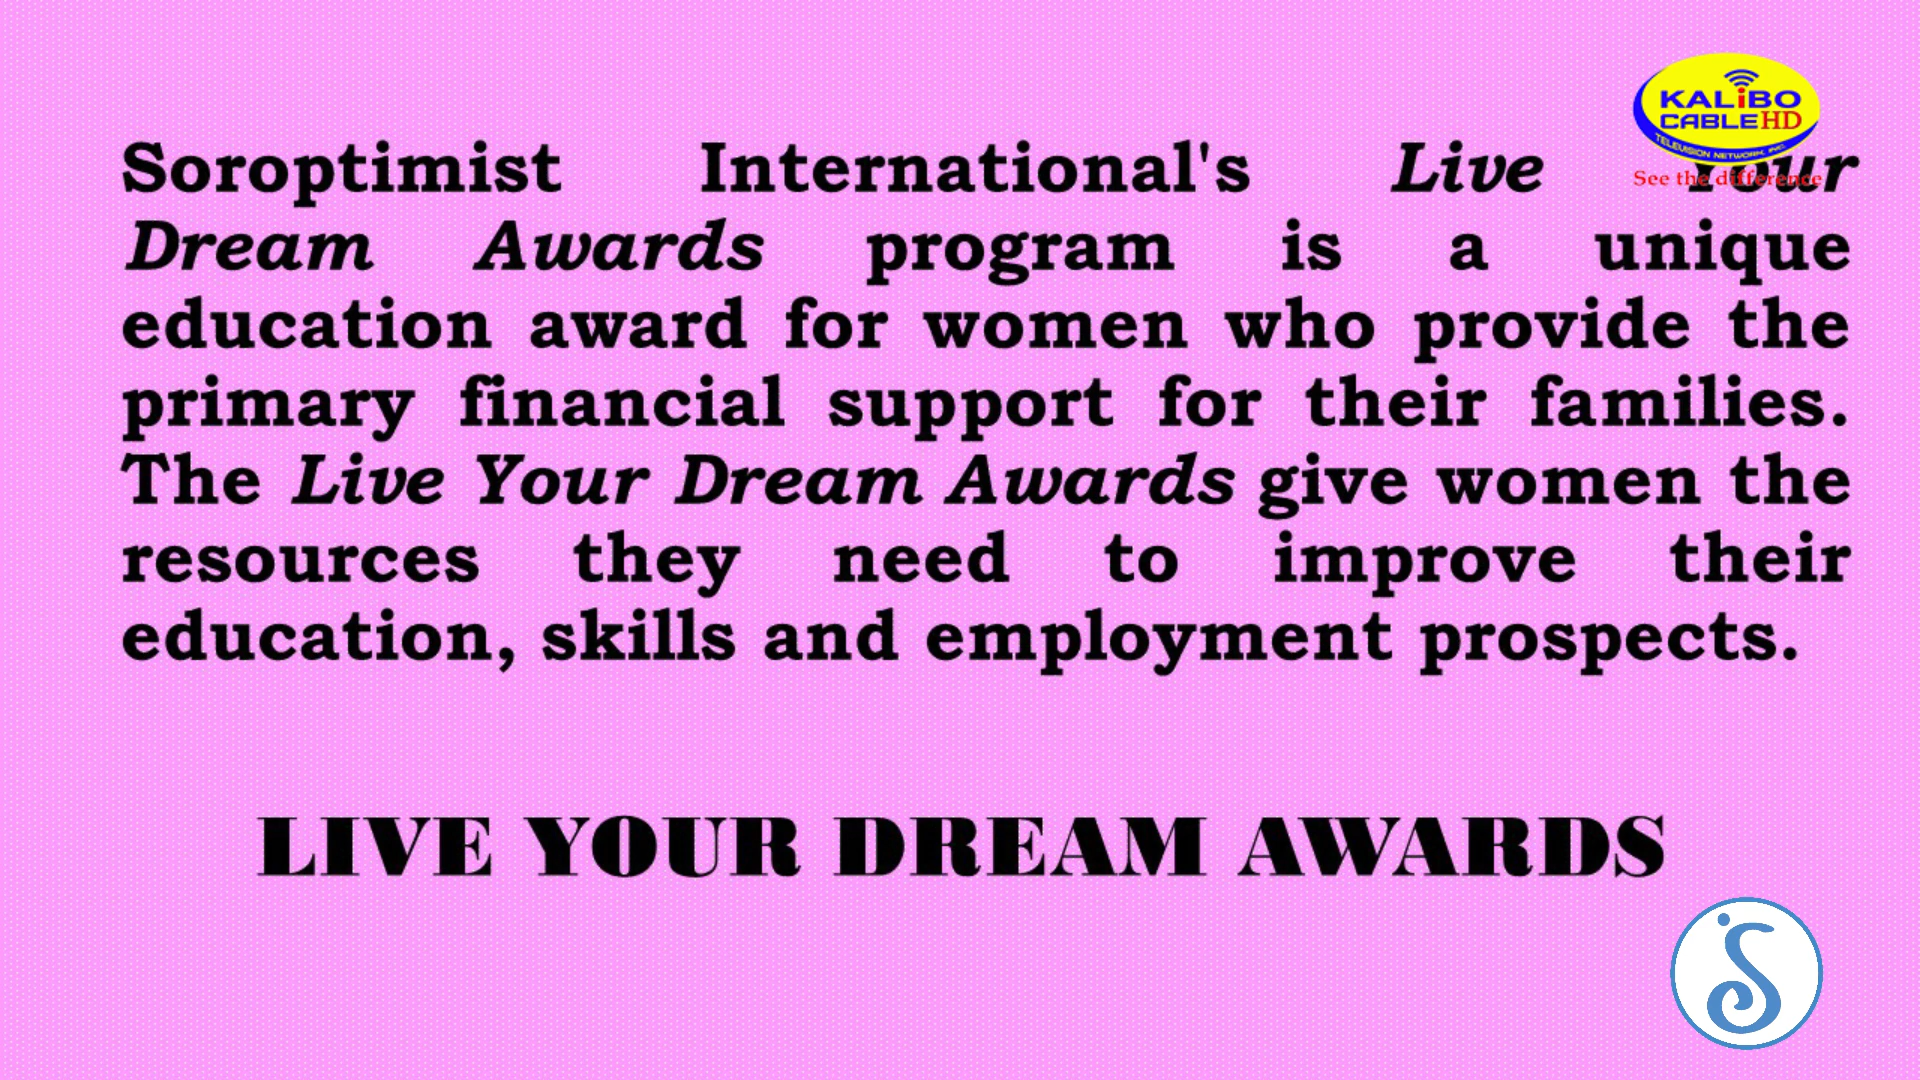 KALiBO
CABLE HD
TELEVISION NETWORK, INC.
See the difference
Soroptimist International's Live Your
Dream Awards program is a unique
education award for women who provide the
primary financial support for their families.
The Live Your Dream Awards give women the
resources they need to improve their
education, skills and employment prospects.
LIVE YOUR DREAM AWARDS
S